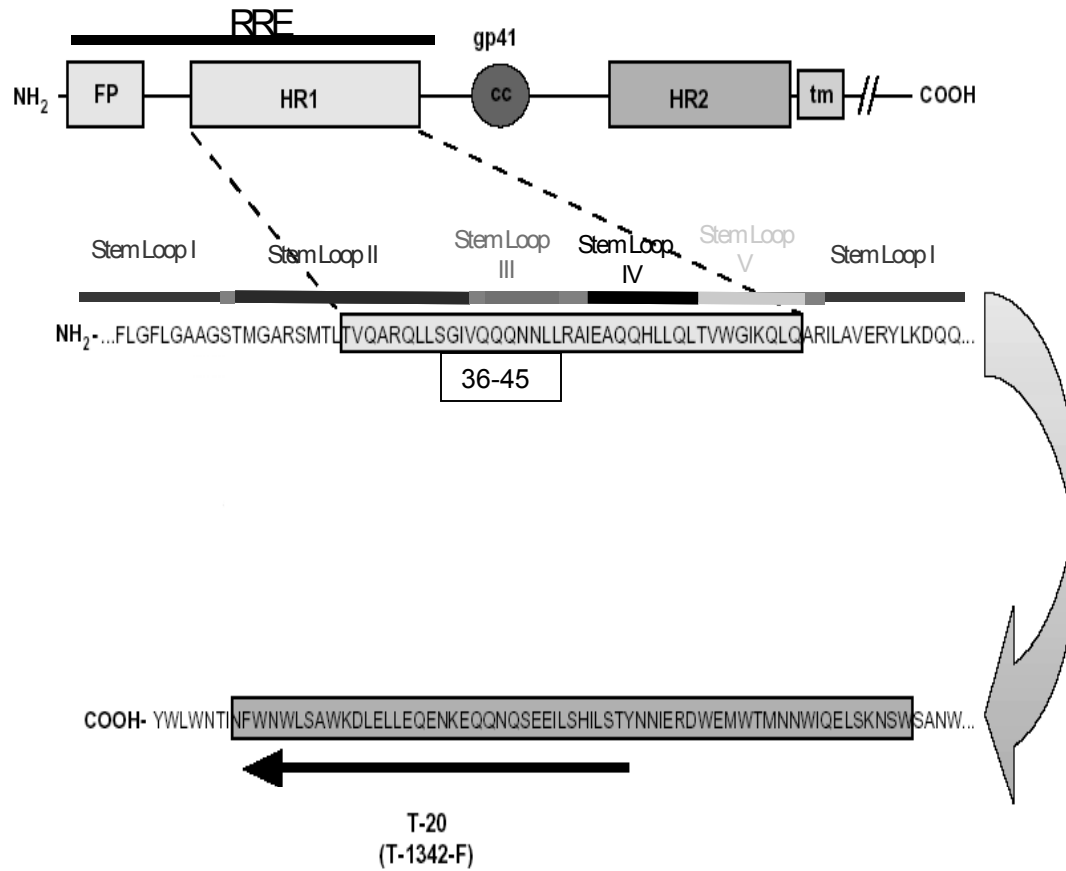 RRE
gp41
NH2 FP HR1 cc HR2 tm // COOH
Stem Loop I Stem Loop II Stem Loop III Stem Loop IV Stem Loop V Stem Loop I
NH2-...FLGFLGAAGSTMGARSMTLTVQARQLLSGIVQQQNNLLRAIEAQQHLLQLTVWGIKQLQARILAVERYLKDQQ...
36-45
COOH- YWLWNTINFWNWLSAWKDLELLEQENKEQQNQSEEILSHILSTYNNIERDWEMWTMNNWIQELSKNSWSANW...
T-20
(T-1342-F)